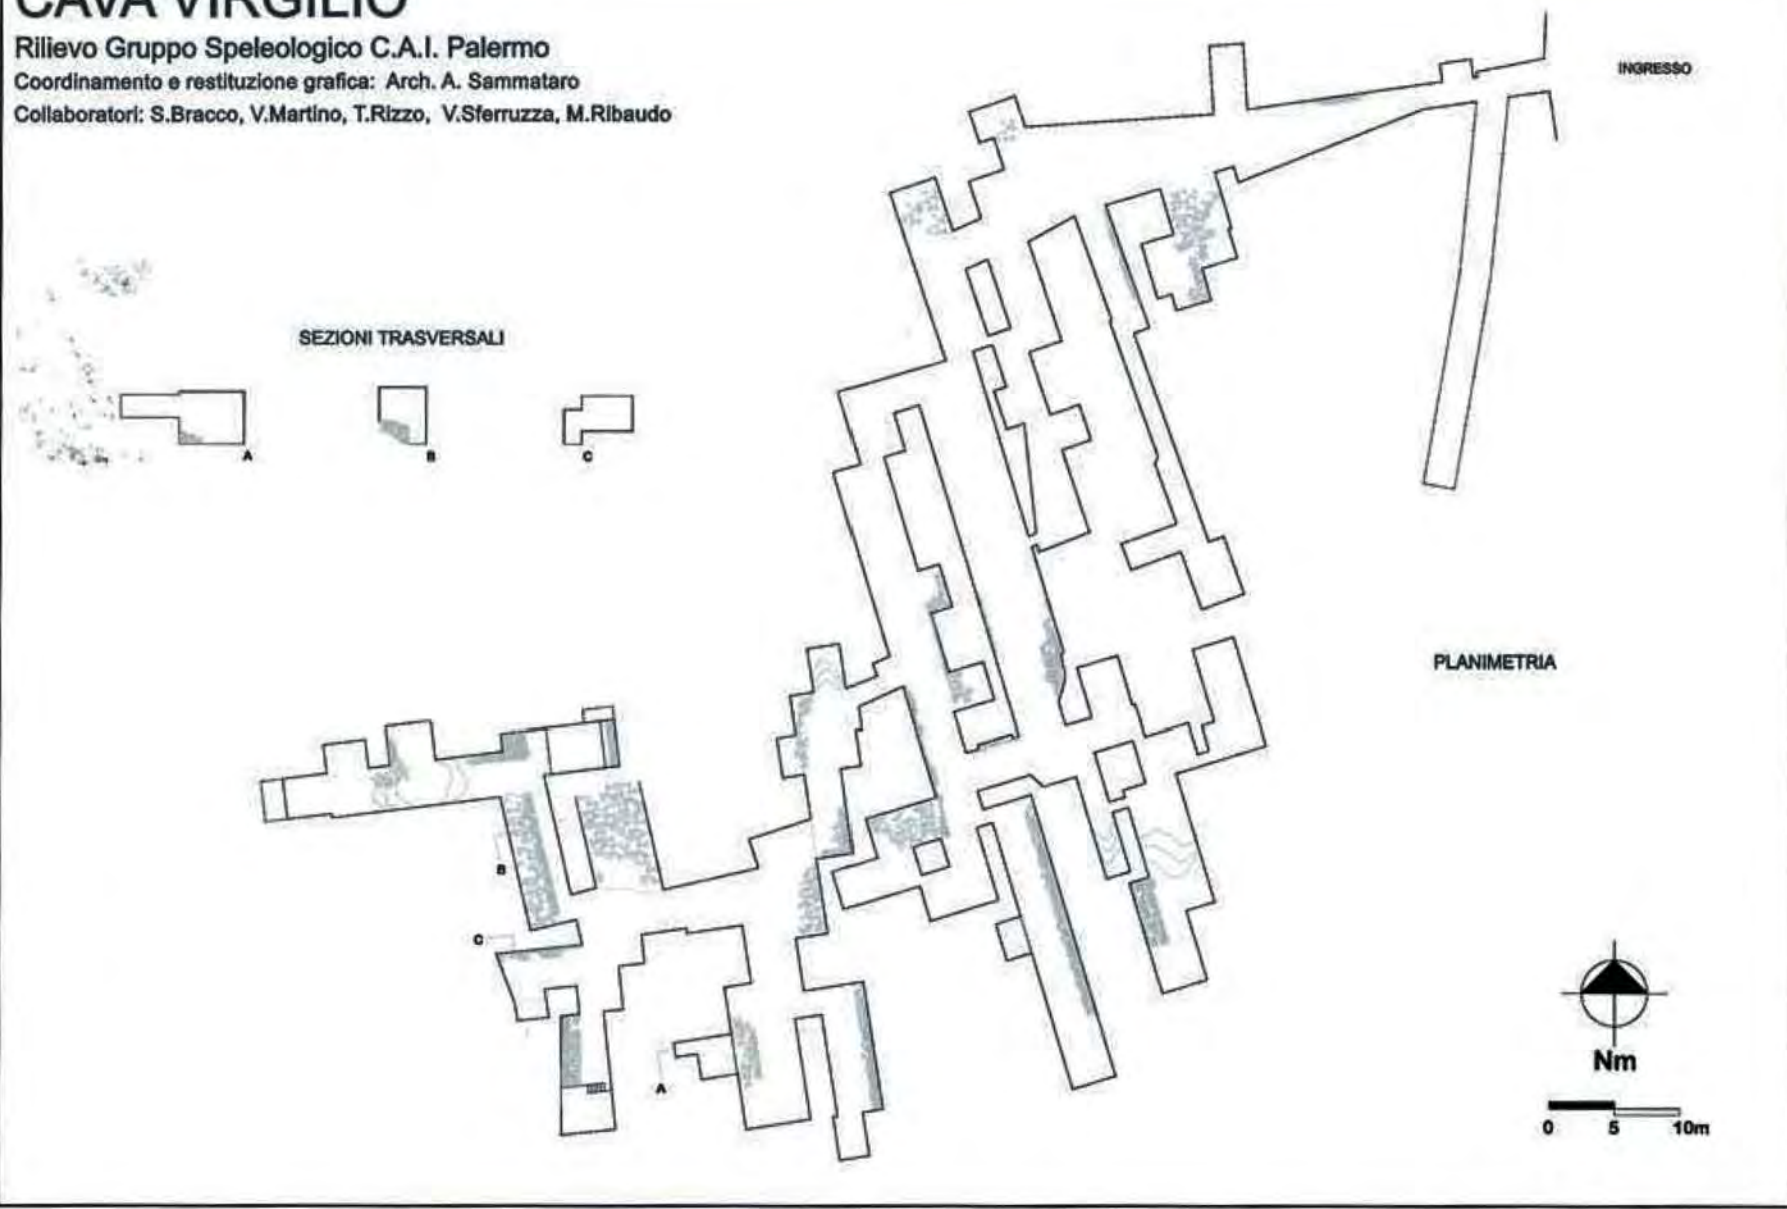 CAVA VIRGILIO
Rilievo Gruppo Speleologico C.A.I. Palermo
Coordinamento e restituzione grafica: Arch. A. Sammataro
Collaboratori: S.Bracco, V.Martino, T.Rizzo, V.Sferruzza, M.Ribaudo
INGRESSO
SEZIONI TRASVERSALI
A
B
C
PLANIMETRIA
B
C
A
Nm
0 5 10m